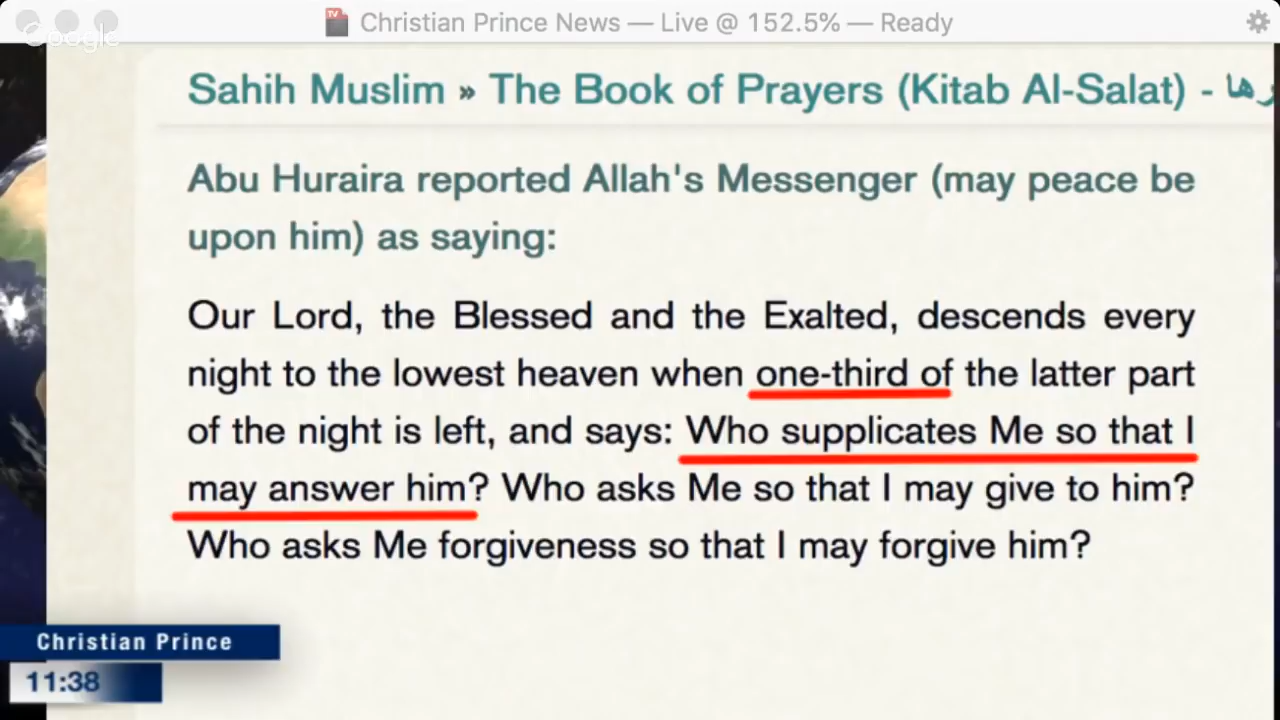 Christian Prince News — Live @ 152.5% — Ready
Google
Sahih Muslim » The Book of Prayers (Kitab Al-Salat) -
Abu Huraira reported Allah's Messenger (may peace be
upon him) as saying:
Our Lord, the Blessed and the Exalted, descends every
night to the lowest heaven when one-third of the latter part
of the night is left, and says: Who supplicates Me so that I
may answer him? Who asks Me so that I may give to him?
Who asks Me forgiveness so that I may forgive him?
Christian Prince
11:38